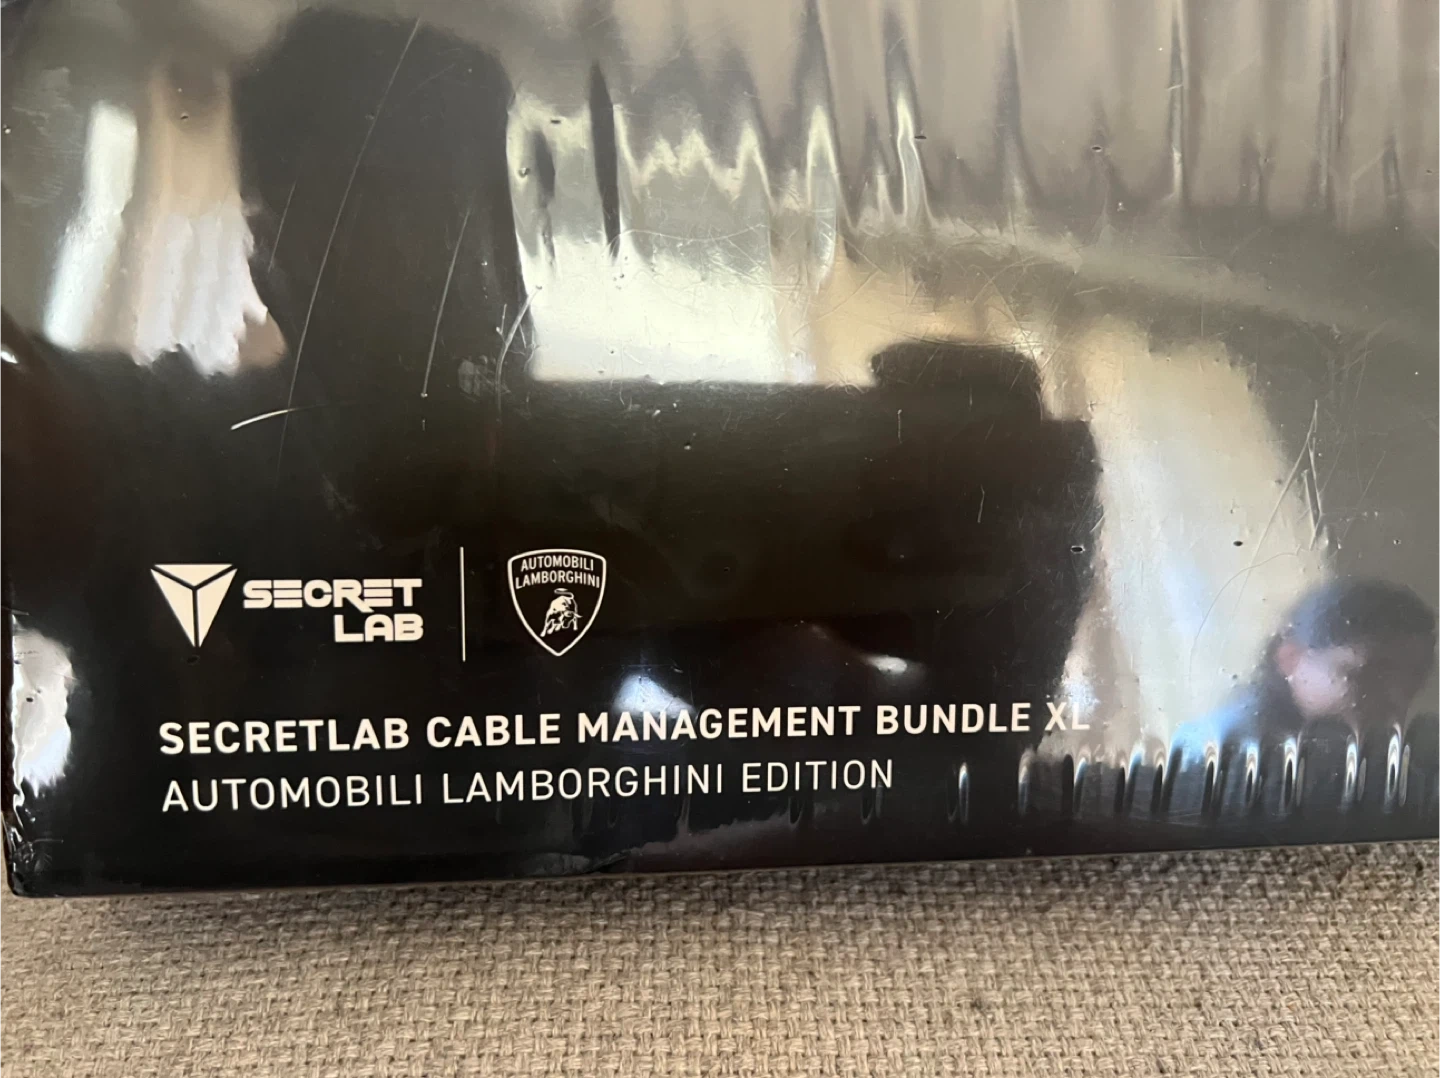 SECRET
LAB
AUTOMOBILI
LAMBORGHINI
SECRETLAB CABLE MANAGEMENT BUNDLE XL
AUTOMOBILI LAMBORGHINI EDITION